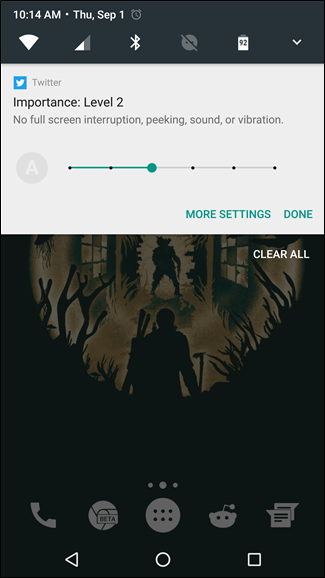 10:14 AM • Thu, Sep 1
92
Twitter
Importance: Level 2
No full screen interruption, peeking, sound, or vibration.
A
MORE SETTINGS DONE
CLEAR ALL
BETA